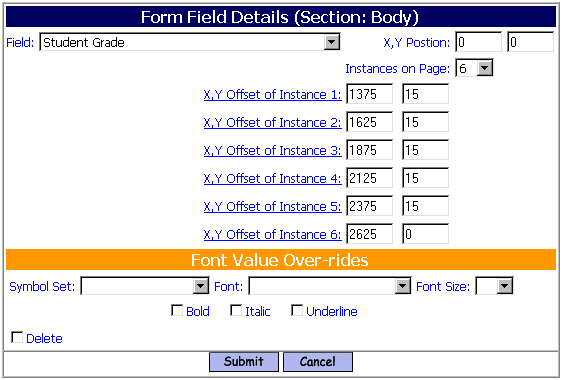 Form Field Details (Section: Body)
Field: Student Grade X,Y Postion: 0 0
Instances on Page: 6
X,Y Offset of Instance 1: 1375 15
X,Y Offset of Instance 2: 1625 15
X,Y Offset of Instance 3: 1875 15
X,Y Offset of Instance 4: 2125 15
X,Y Offset of Instance 5: 2375 15
X,Y Offset of Instance 6: 2625 0
Font Value Over-rides
Symbol Set: Font: Font Size:
Bold Italic Underline
Delete
Submit Cancel